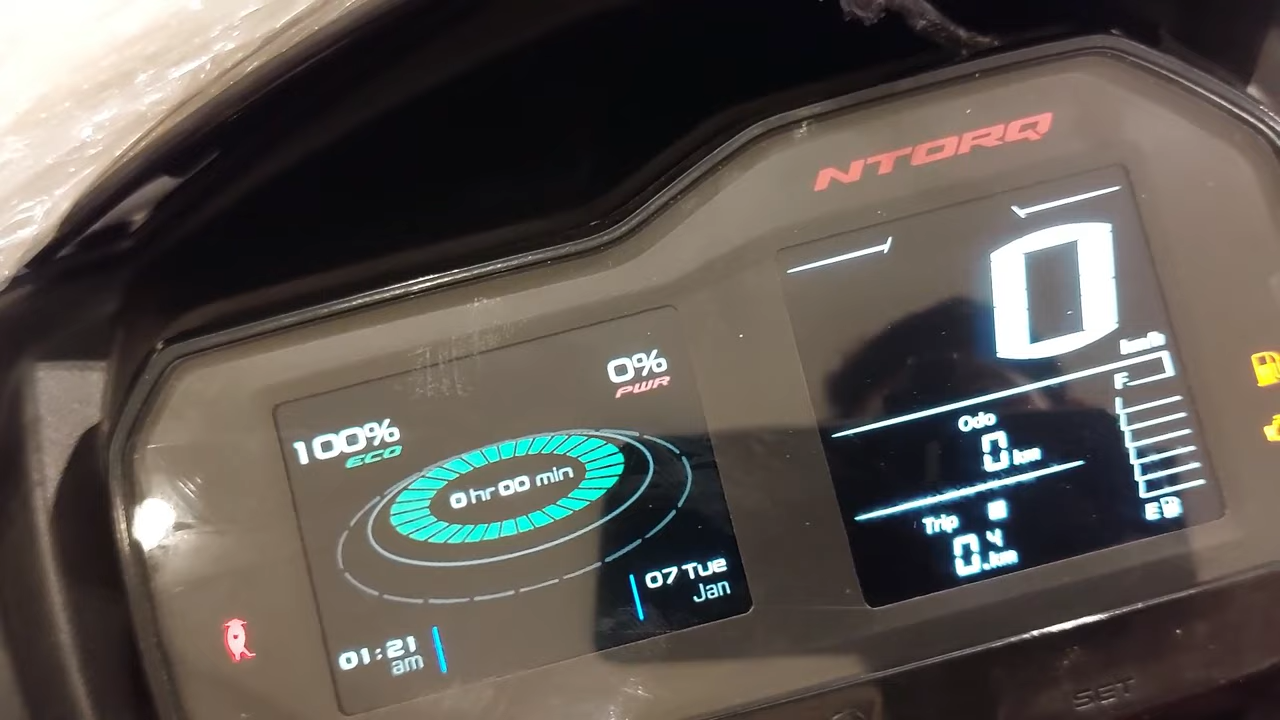 NTORQ
0
km/h
F
Odo
0 km
Trip
0.4 km
E
0%
PWR
100%
ECO
0 hr 00 min
07 Tue
Jan
01:21
am
SET